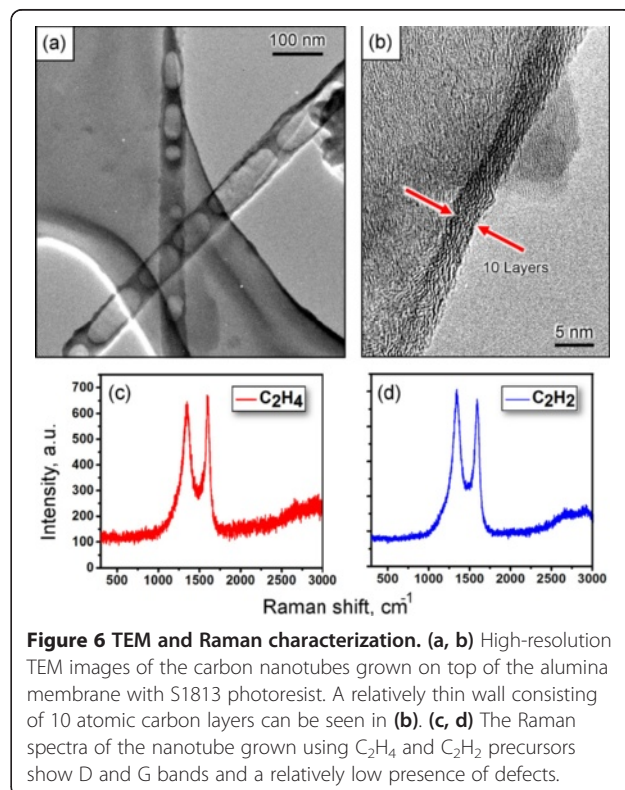 (a)
100 nm
(b)
10 Layers
5 nm
(c)
C₂H₄
700
600
500
400
300
200
100
0
Intensity, a.u.
500 1000 1500 2000 2500 3000
(d)
C₂H₂
500 1000 1500 2000 2500 3000
Raman shift, cm⁻¹
Figure 6 TEM and Raman characterization. (a, b) High-resolution
TEM images of the carbon nanotubes grown on top of the alumina
membrane with S1813 photoresist. A relatively thin wall consisting
of 10 atomic carbon layers can be seen in (b). (c, d) The Raman
spectra of the nanotube grown using C₂H₄ and C₂H₂ precursors
show D and G bands and a relatively low presence of defects.